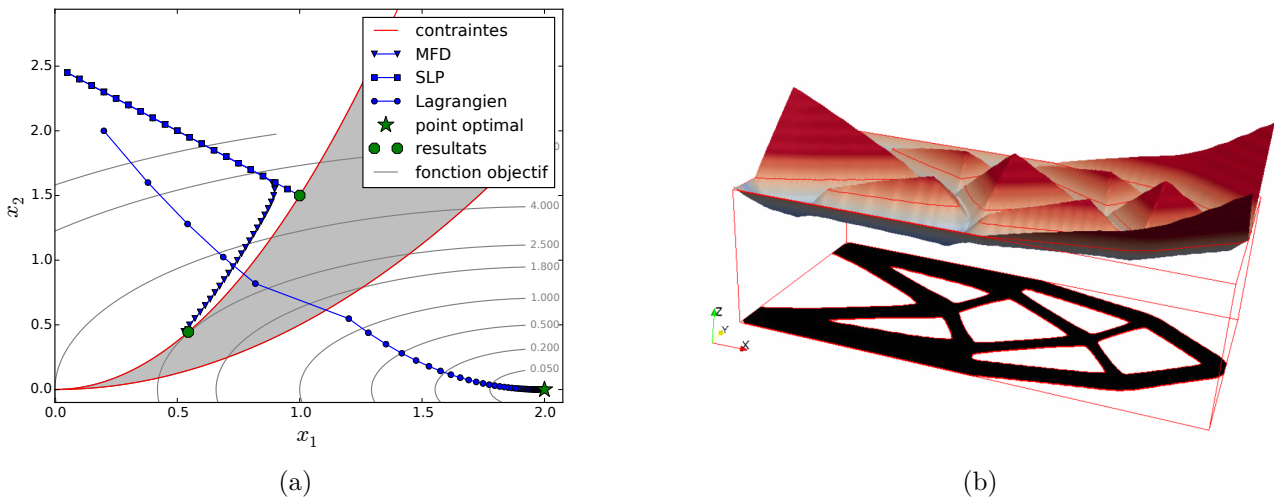 contraintes
MFD
SLP
Lagrangien
point optimal
resultats
fonction objectif
4.000
2.500
1.800
1.000
0.500
0.200
0.050
2.5
2.0
1.5
1.0
0.5
0.0
x₂
0.0 0.5 1.0 1.5 2.0
x₁
Z
Y
X
(a) (b)